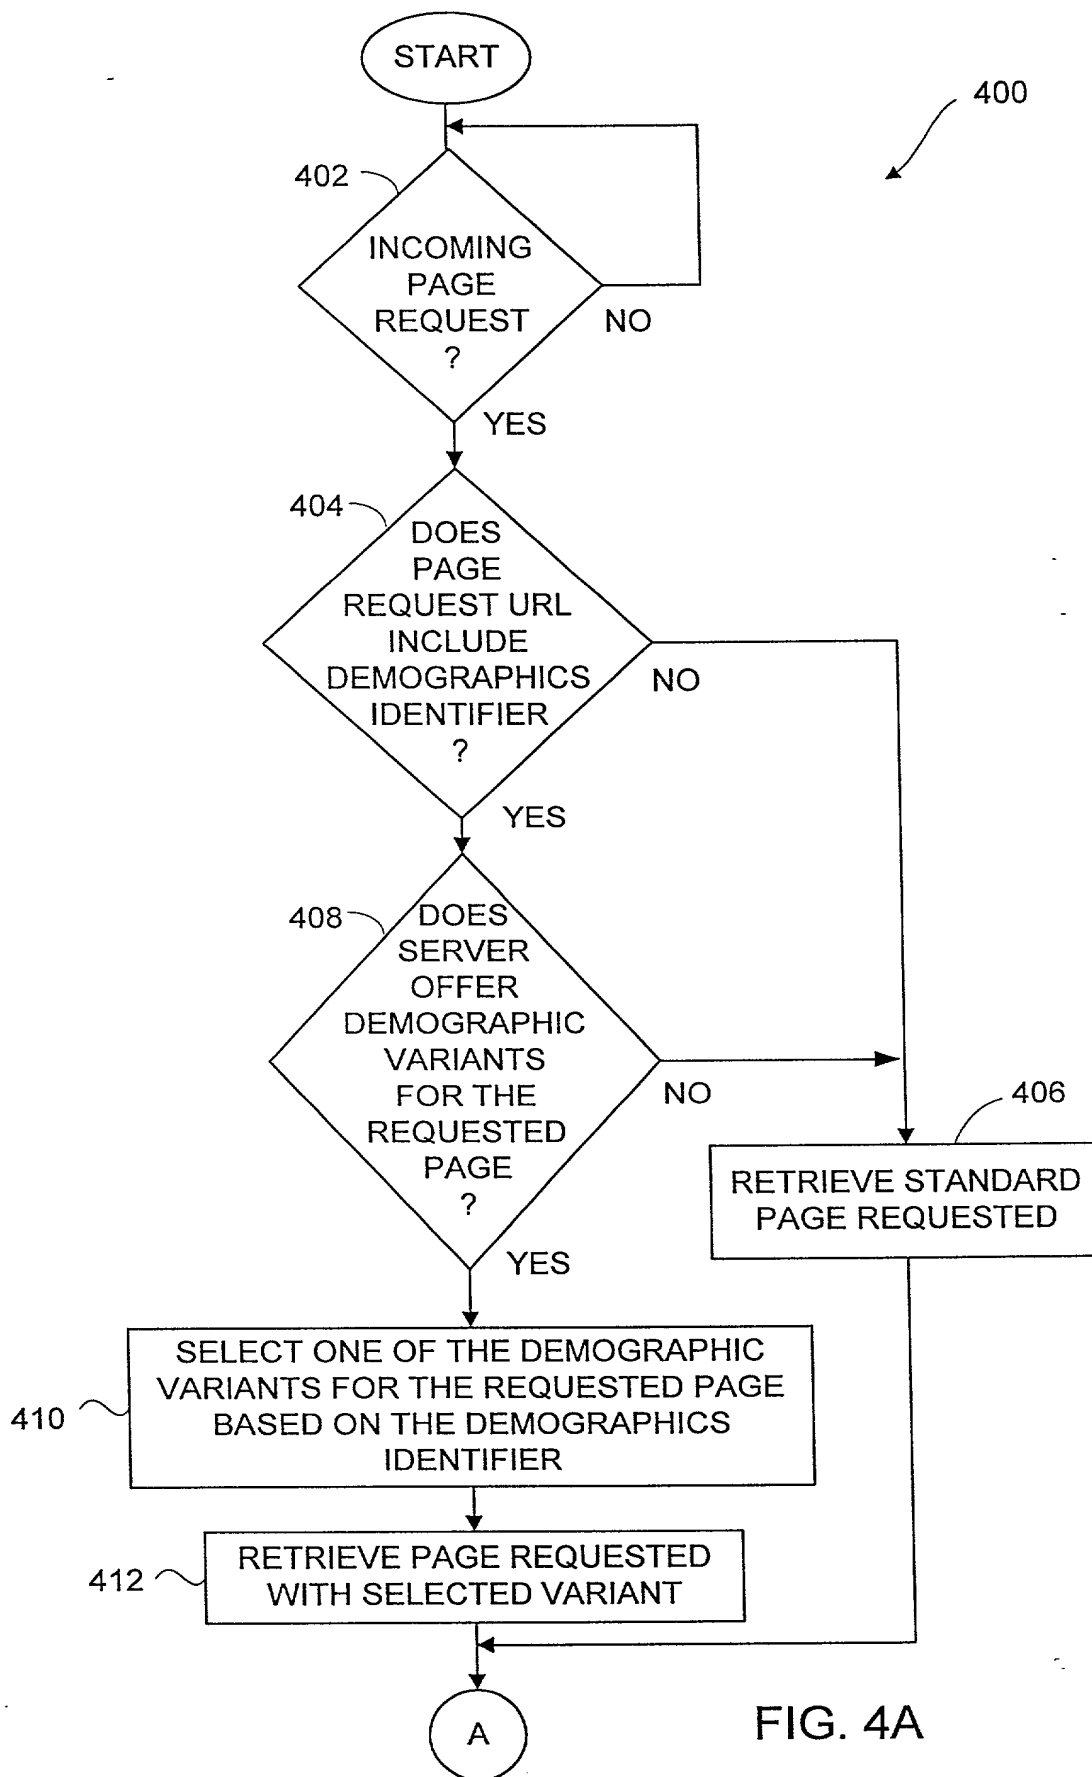 START
400
402
INCOMING
PAGE
REQUEST
?
NO
YES
404
DOES
PAGE
REQUEST URL
INCLUDE
DEMOGRAPHICS
IDENTIFIER
?
NO
YES
408
DOES
SERVER
OFFER
DEMOGRAPHIC
VARIANTS
FOR THE
REQUESTED
PAGE
?
NO
YES
406
RETRIEVE STANDARD
PAGE REQUESTED
SELECT ONE OF THE DEMOGRAPHIC
VARIANTS FOR THE REQUESTED PAGE
BASED ON THE DEMOGRAPHICS
IDENTIFIER
410
RETRIEVE PAGE REQUESTED
WITH SELECTED VARIANT
412
A
FIG. 4A